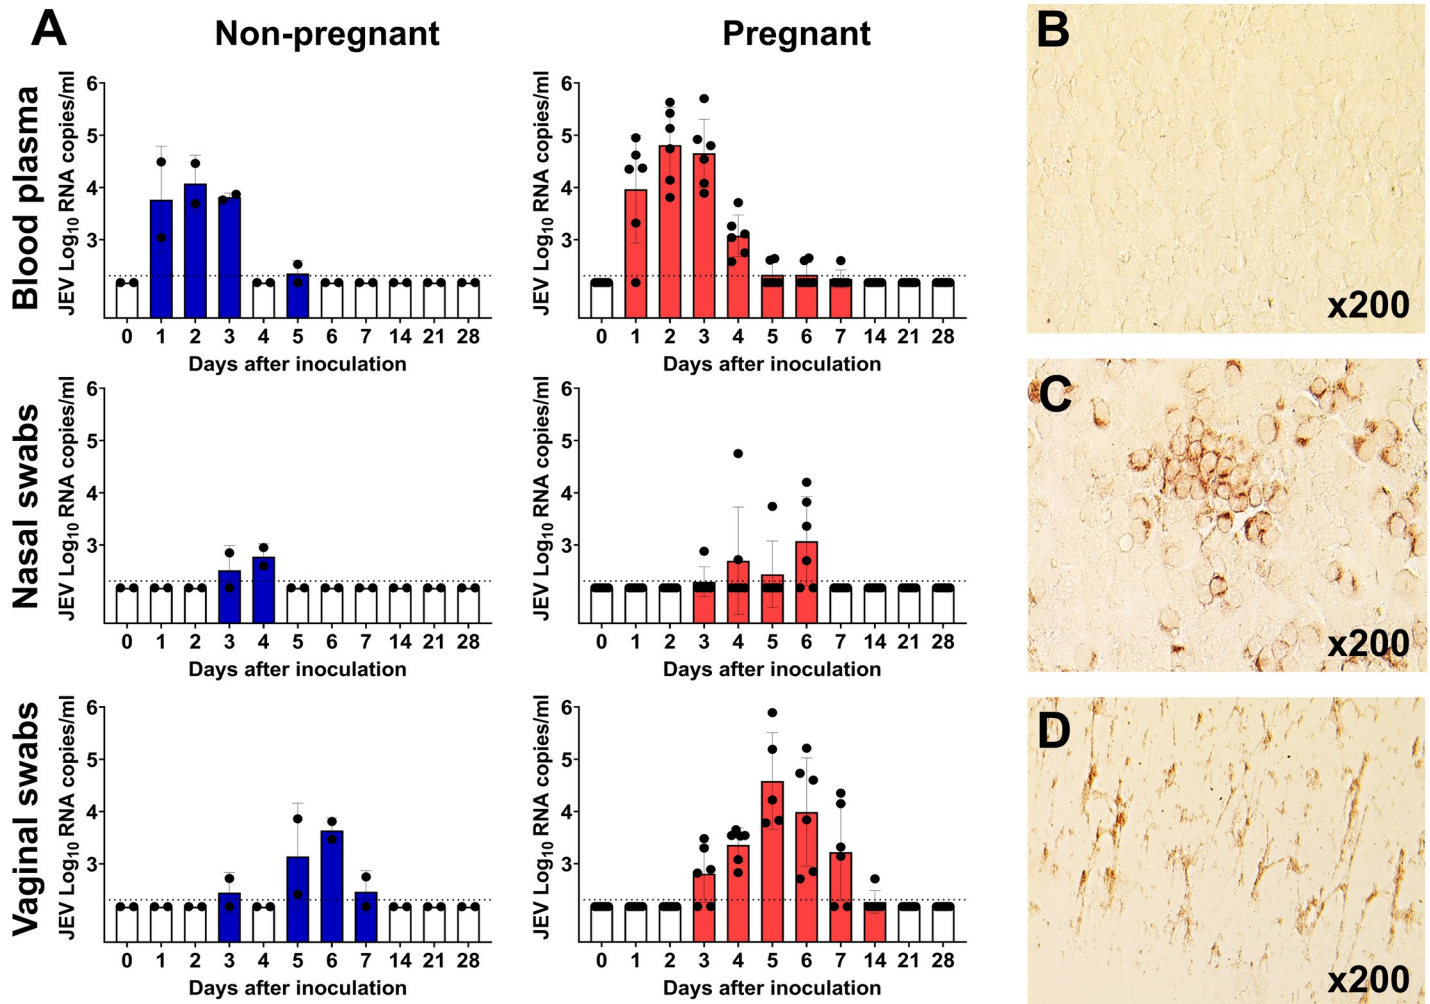 A
Non-pregnant
Pregnant
Blood plasma
JEV Log10 RNA copies/ml
6
5
4
3
0 1 2 3 4 5 6 7 14 21 28
Days after inoculation
JEV Log10 RNA copies/ml
6
5
4
3
0 1 2 3 4 5 6 7 14 21 28
Days after inoculation
Nasal swabs
JEV Log10 RNA copies/ml
6
5
4
3
0 1 2 3 4 5 6 7 14 21 28
Days after inoculation
JEV Log10 RNA copies/ml
6
5
4
3
0 1 2 3 4 5 6 7 14 21 28
Days after inoculation
Vaginal swabs
JEV Log10 RNA copies/ml
6
5
4
3
0 1 2 3 4 5 6 7 14 21 28
Days after inoculation
JEV Log10 RNA copies/ml
6
5
4
3
0 1 2 3 4 5 6 7 14 21 28
Days after inoculation
B
x200
C
x200
D
x200